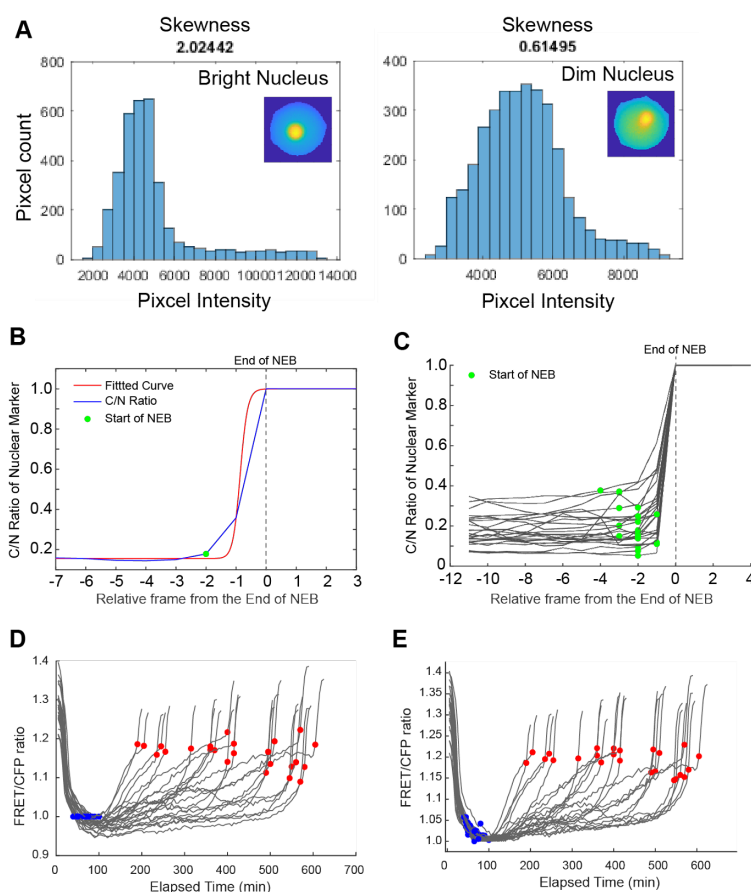 A
Skewness
2.02442
Bright Nucleus
800
600
400
200
0
Pixcel count
2000 4000 6000 8000 10000 12000 14000
Pixcel Intensity
Skewness
0.61495
Dim Nucleus
400
300
200
100
0
4000 6000 8000
Pixcel Intensity
B
End of NEB
Fittted Curve
C/N Ratio
Start of NEB
1.0
0.8
0.6
0.4
0.2
C/N Ratio of Nuclear Marker
-7 -6 -5 -4 -3 -2 -1 0 1 2 3
Relative frame from the End of NEB
C
End of NEB
Start of NEB
1.0
0.8
0.6
0.4
0.2
0
C/N Ratio of Nuclear Marker
-12 -10 -8 -6 -4 -2 0 2 4
Relative frame from the End of NEB
D
1.4
1.3
1.2
1.1
1.0
0.9
FRET/CFP ratio
0 100 200 300 400 500 600 700
Elapsed Time (min)
E
1.4
1.35
1.3
1.25
1.20
1.15
1.10
1.05
1.0
FRET/CFP ratio
0 100 200 300 400 500 600
Elapsed Time (min)